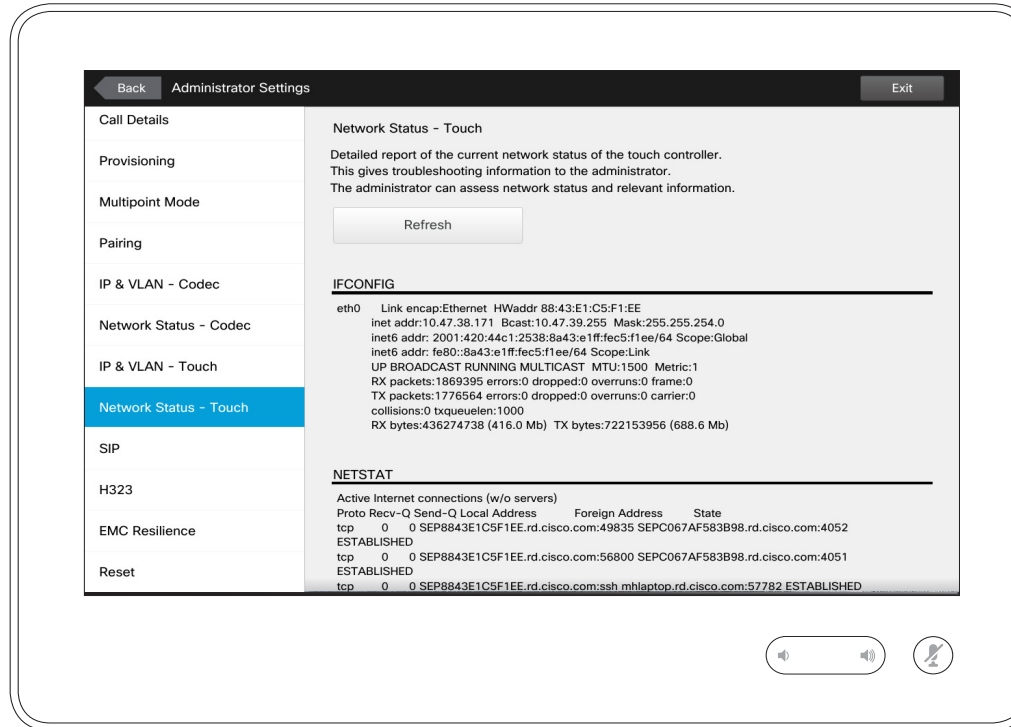 Back
Administrator Settings
Exit
Call Details
Provisioning
Multipoint Mode
Pairing
IP & VLAN - Codec
Network Status - Codec
IP & VLAN - Touch
Network Status - Touch
SIP
H323
EMC Resilience
Reset
Network Status - Touch
Detailed report of the current network status of the touch controller.
This gives troubleshooting information to the administrator.
The administrator can assess network status and relevant information.
Refresh
IFCONFIG
eth0 Link encap:Ethernet HWaddr 88:43:E1:C5:F1:EE
inet addr:10.47.38.171 Bcast:10.47.39.255 Mask:255.255.254.0
inet6 addr: 2001:420:44c1:2538:8a43:e1ff:fec5:f1ee/64 Scope:Global
inet6 addr: fe80::8a43:e1ff:fec5:f1ee/64 Scope:Link
UP BROADCAST RUNNING MULTICAST MTU:1500 Metric:1
RX packets:1869395 errors:0 dropped:0 overruns:0 frame:0
TX packets:1776564 errors:0 dropped:0 overruns:0 carrier:0
collisions:0 txqueuelen:1000
RX bytes:436274738 (416.0 Mb) TX bytes:722153956 (688.6 Mb)
NETSTAT
Active Internet connections (w/o servers)
Proto Recv-Q Send-Q Local Address Foreign Address State
tcp 0 0 SEP8843E1C5F1EE.rd.cisco.com:49835 SEPC067AF583B98.rd.cisco.com:4052
ESTABLISHED
tcp 0 0 SEP8843E1C5F1EE.rd.cisco.com:56800 SEPC067AF583B98.rd.cisco.com:4051
ESTABLISHED
tcp 0 0 SEP8843E1C5F1EE.rd.cisco.com:ssh mhlaptop.rd.cisco.com:57782 ESTABLISHED